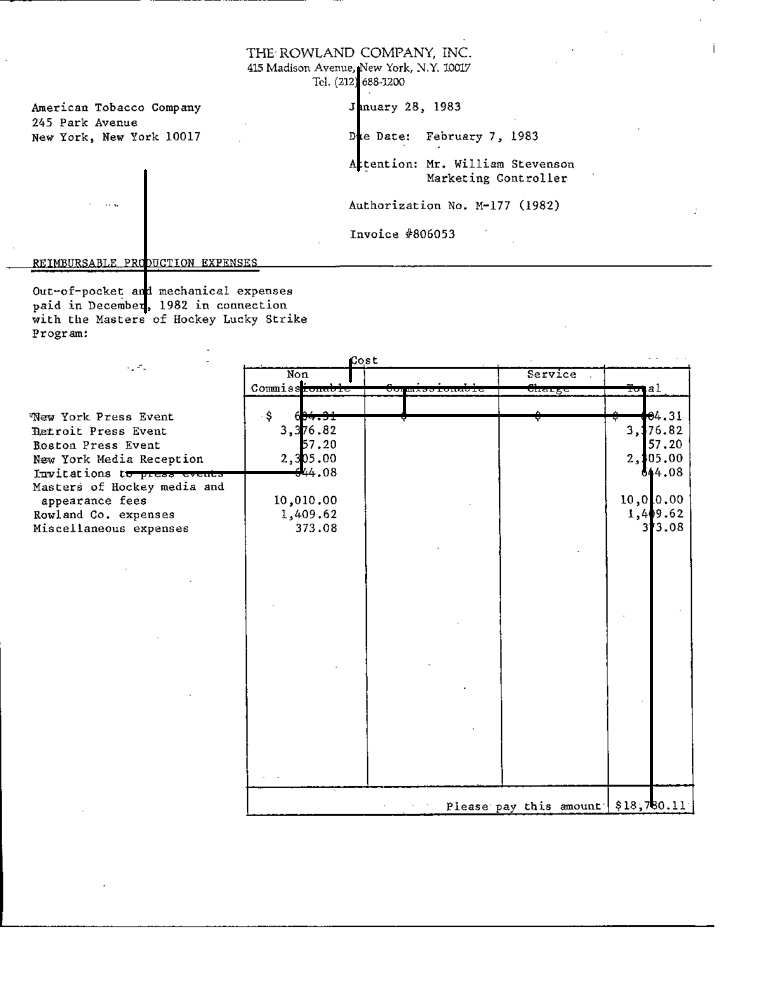 THE ROWLAND COMPANY, INC.
415 Madison Avenue, New York, N.Y. 10017
Tel. (212) 688-1200
American Tobacco Company
245 Park Avenue
New York, New York 10017
January 28, 1983
Due Date: February 7, 1983
Attention: Mr. William Stevenson
Marketing Controller
Authorization No. M-177 (1982)
Invoice #806053
REIMBURSABLE PRODUCTION EXPENSES
Out-of-pocket and mechanical expenses
paid in December, 1982 in connection
with the Masters of Hockey Lucky Strike
Program:
Cost
Non Service
Commissionable Commissionable Charge Total
New York Press Event $ 604.31 $ $ $ 604.31
Detroit Press Event 3,376.82 3,376.82
Boston Press Event 57.20 57.20
New York Media Reception 2,305.00 2,305.00
Invitations to press events 644.08 644.08
Masters of Hockey media and
appearance fees 10,010.00 10,010.00
Rowland Co. expenses 1,409.62 1,409.62
Miscellaneous expenses 373.08 373.08
Please pay this amount $18,780.11